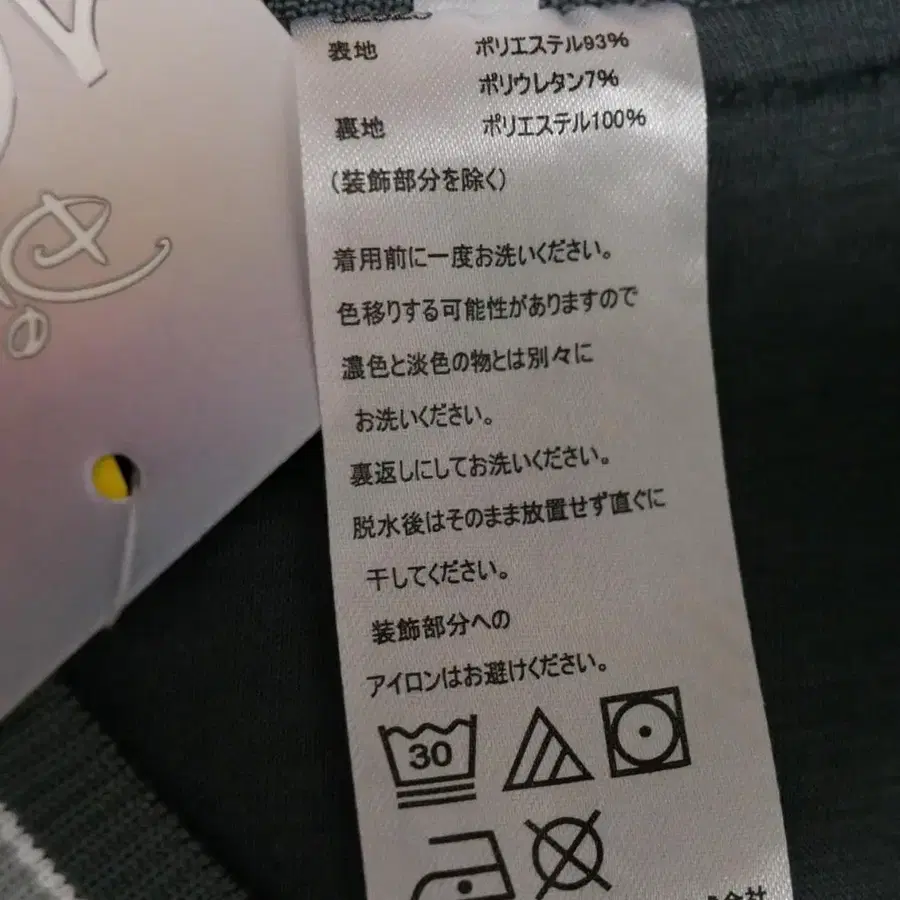 表地 ポリエステル93%
ポリウレタン7%
裏地 ポリエステル100%
(装飾部分を除く)
着用前に一度お洗いください。
色移りする可能性がありますので
濃色と淡色の物とは別々に
お洗いください。
裏返しにしてお洗いください。
脱水後はそのまま放置せず直ぐに
干してください。
装飾部分への
アイロンはお避けください。
30